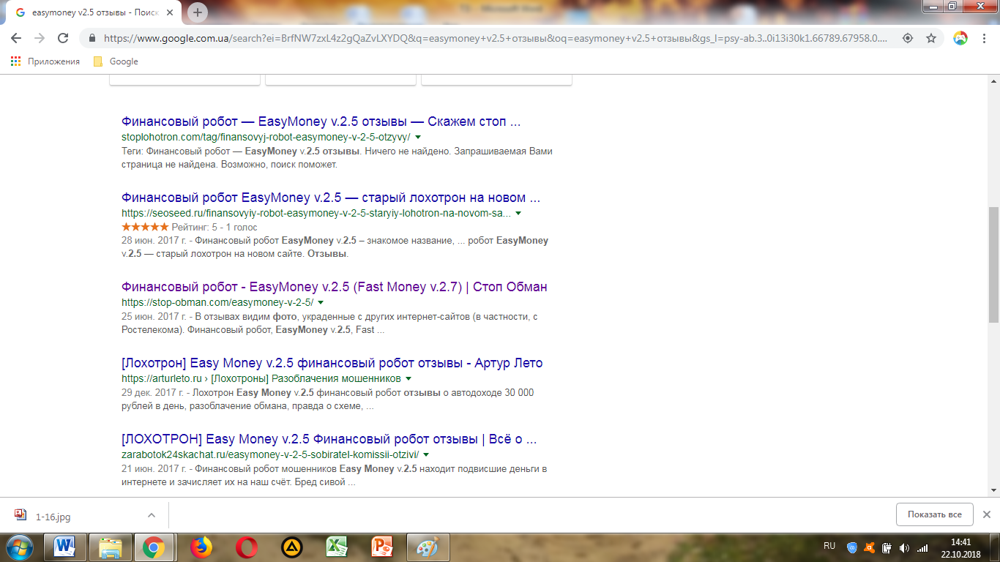 easymoney v2.5 отзывы - Поиск
https://www.google.com.ua/search?ei=BrfNW7zxL4z2gQaZvLXYDQ&q=easymoney+v2.5+отзывы&oq=easymoney+v2.5+отзывы&gs_l=psy-ab.3..0i13i30k1.66789.67958.0....
Приложения Google
Финансовый робот — EasyMoney v.2.5 отзывы — Скажем стоп ...
stoplohotron.com/tag/finansovyj-robot-easymoney-v-2-5-otzyvy/
Теги: Финансовый робот — EasyMoney v.2.5 отзывы. Ничего не найдено. Запрашиваемая Вами
страница не найдена. Возможно, поиск поможет.
Финансовый робот EasyMoney v.2.5 — старый лохотрон на новом ...
https://seoseed.ru/finansovyiy-robot-easymoney-v-2-5-staryiy-lohotron-na-novom-sa...
Рейтинг: 5 - 1 голос
28 июн. 2017 г. - Финансовый робот EasyMoney v.2.5 – знакомое название, ... робот EasyMoney
v.2.5 — старый лохотрон на новом сайте. Отзывы.
Финансовый робот - EasyMoney v.2.5 (Fast Money v.2.7) | Стоп Обман
https://stop-obman.com/easymoney-v-2-5/
25 июн. 2017 г. - В отзывах видим фото, украденные с других интернет-сайтов (в частности, с
Ростелекома). Финансовый робот, EasyMoney v.2.5, Fast ...
[Лохотрон] Easy Money v.2.5 финансовый робот отзывы - Артур Лето
https://arturleto.ru › [Лохотроны] Разоблачения мошенников
29 дек. 2017 г. - Лохотрон Easy Money v.2.5 финансовый робот отзывы о автодоходе 30 000
рублей в день, разоблачение обмана, правда о схеме, ...
[ЛОХОТРОН] Easy Money v.2.5 Финансовый робот отзывы | Всё о ...
zarabotok24skachat.ru/easymoney-v-2-5-sobiratel-komissii-otzivi/
21 июн. 2017 г. - Финансовый робот мошенников Easy Money v.2.5 находит подвисшие деньги в
интернете и зачисляет их на наш счёт. Бред сивой ...
1-16.jpg
Показать все
RU
14:41
22.10.2018